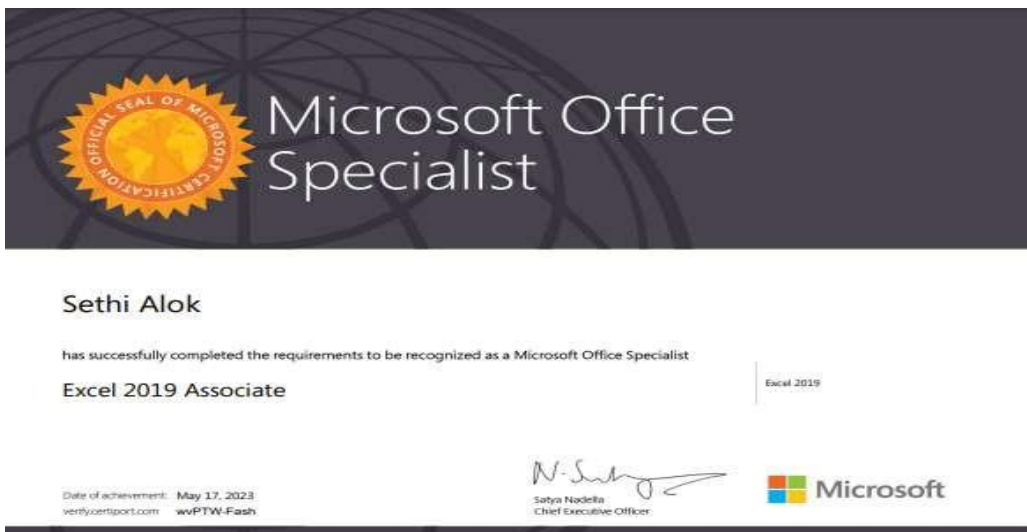 OFFICIAL SEAL OF MICROSOFT CERTIFICATION
Microsoft Office
Specialist
Sethi Alok
has successfully completed the requirements to be recognized as a Microsoft Office Specialist
Excel 2019 Associate
Excel 2019
Date of achievement: May 17, 2023
verify.certiport.com wvPTW-Fash
Satya Nadella
Chief Executive Officer
Microsoft